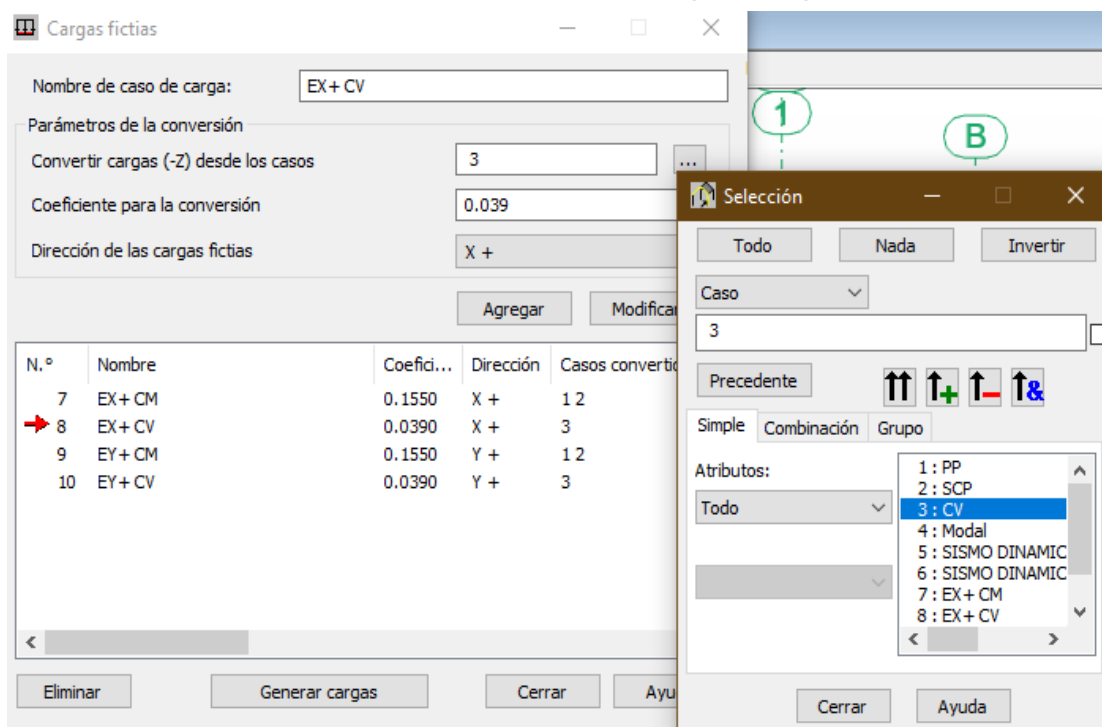 Cargas fictias
Nombre de caso de carga: EX+CV
Parámetros de la conversión
Convertir cargas (-Z) desde los casos 3 ...
Coeficiente para la conversión 0.039
Dirección de las cargas fictias X +
Agregar Modificar
N.º Nombre Coefici... Dirección Casos convertid
7 EX+CM 0.1550 X + 1 2
8 EX+CV 0.0390 X + 3
9 EY+CM 0.1550 Y + 1 2
10 EY+CV 0.0390 Y + 3
Eliminar Generar cargas Cerrar Ayu
1
B
Selección
Todo Nada Invertir
Caso
3
Precedente
&
Simple Combinación Grupo
Atributos:
Todo
1 : PP
2 : SCP
3 : CV
4 : Modal
5 : SISMO DINAMIC
6 : SISMO DINAMIC
7 : EX+CM
8 : EX+CV
Cerrar Ayuda